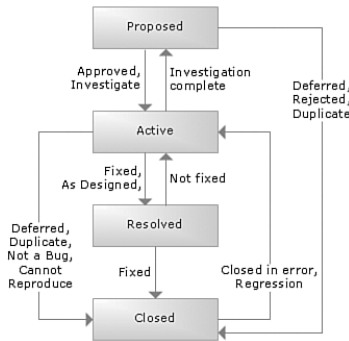 Proposed
Approved,
Investigate
Investigation
complete
Deferred,
Rejected,
Duplicate
Active
Fixed,
As Designed,
Not fixed
Deferred,
Duplicate,
Not a Bug,
Cannot
Reproduce
Resolved
Fixed
Closed in error,
Regression
Closed